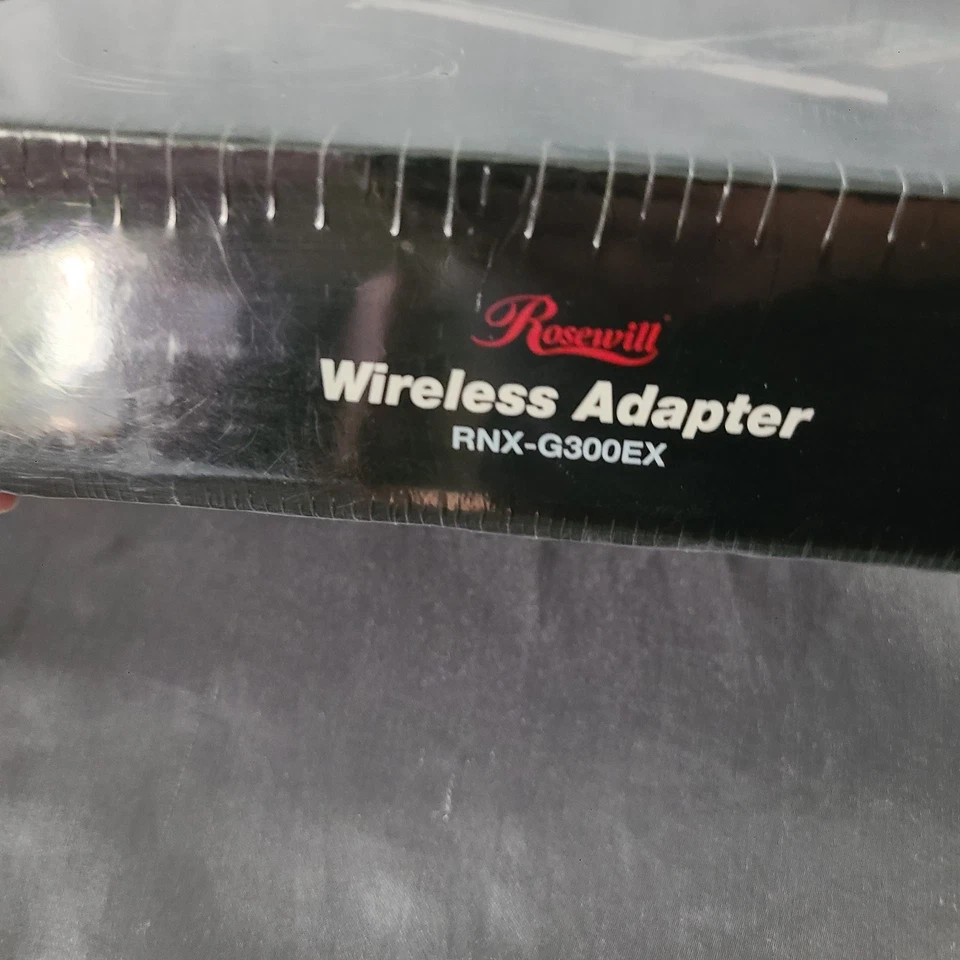 Rosewill
Wireless Adapter
RNX-G300EX